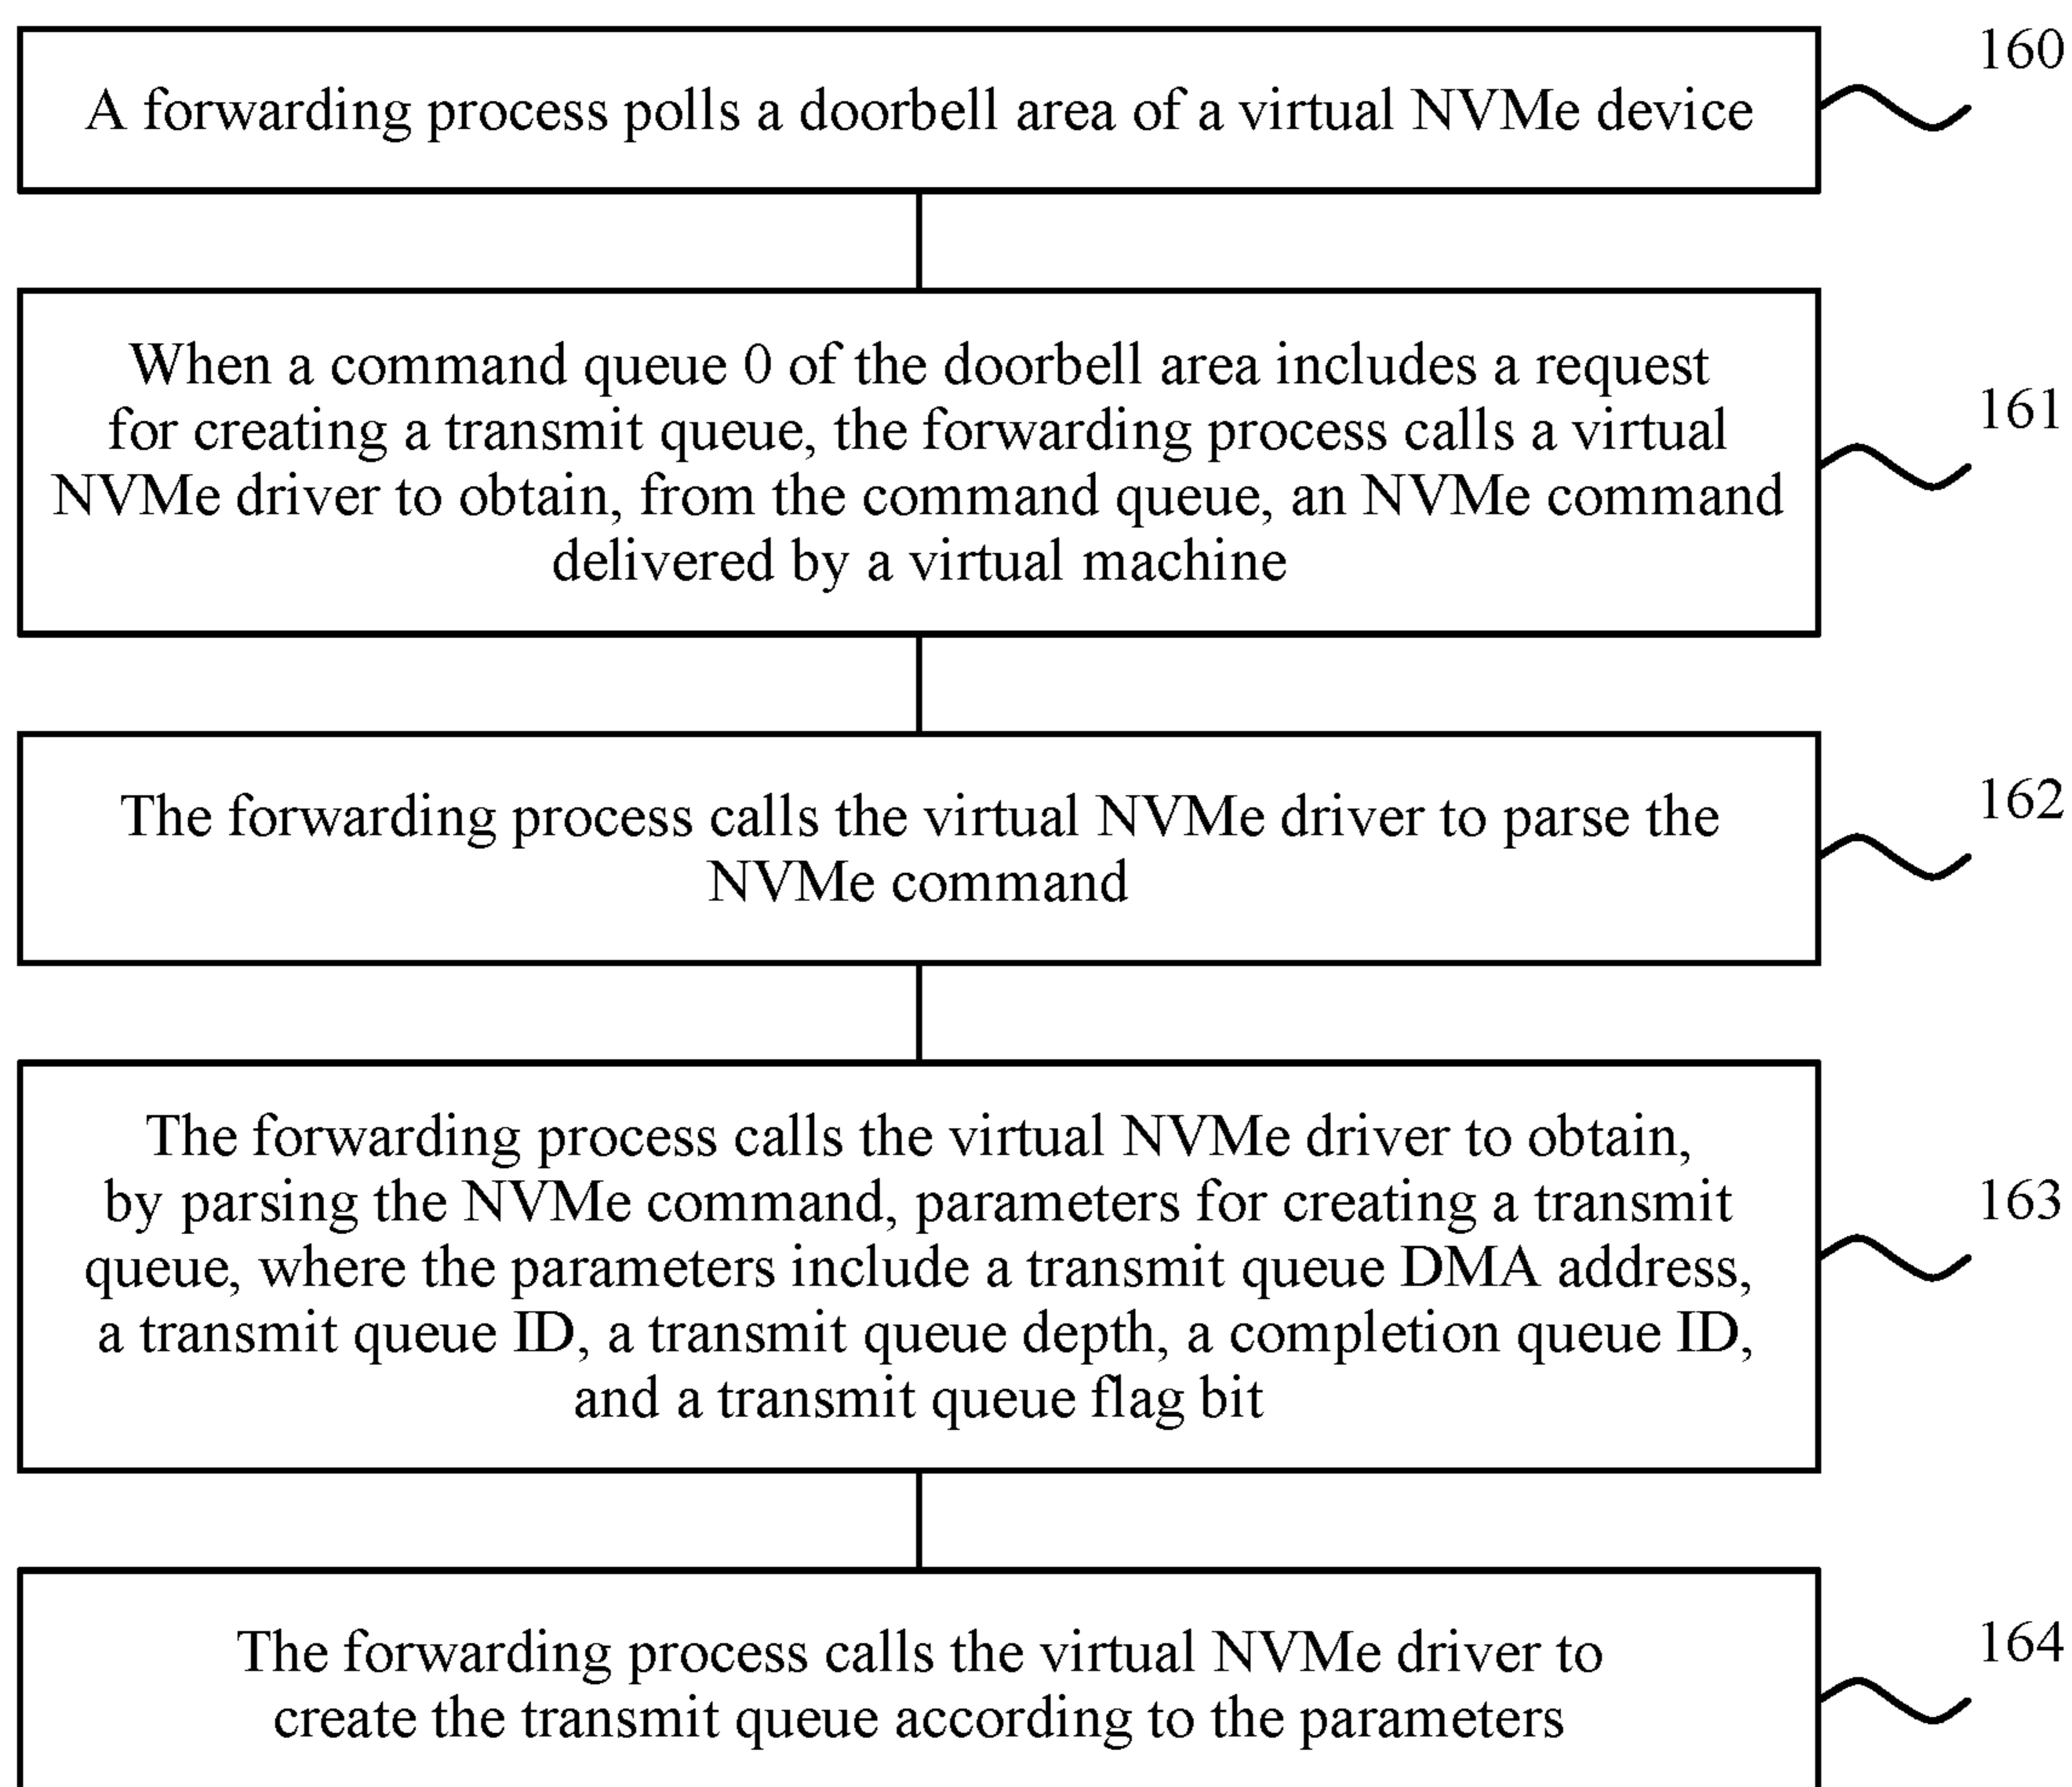 160
A forwarding process polls a doorbell area of a virtual NVMe device
When a command queue 0 of the doorbell area includes a request
for creating a transmit queue, the forwarding process calls a virtual
NVMe driver to obtain, from the command queue, an NVMe command
delivered by a virtual machine
161
The forwarding process calls the virtual NVMe driver to parse the
NVMe command
162
The forwarding process calls the virtual NVMe driver to obtain,
by parsing the NVMe command, parameters for creating a transmit
queue, where the parameters include a transmit queue DMA address,
a transmit queue ID, a transmit queue depth, a completion queue ID,
and a transmit queue flag bit
163
The forwarding process calls the virtual NVMe driver to
create the transmit queue according to the parameters
164